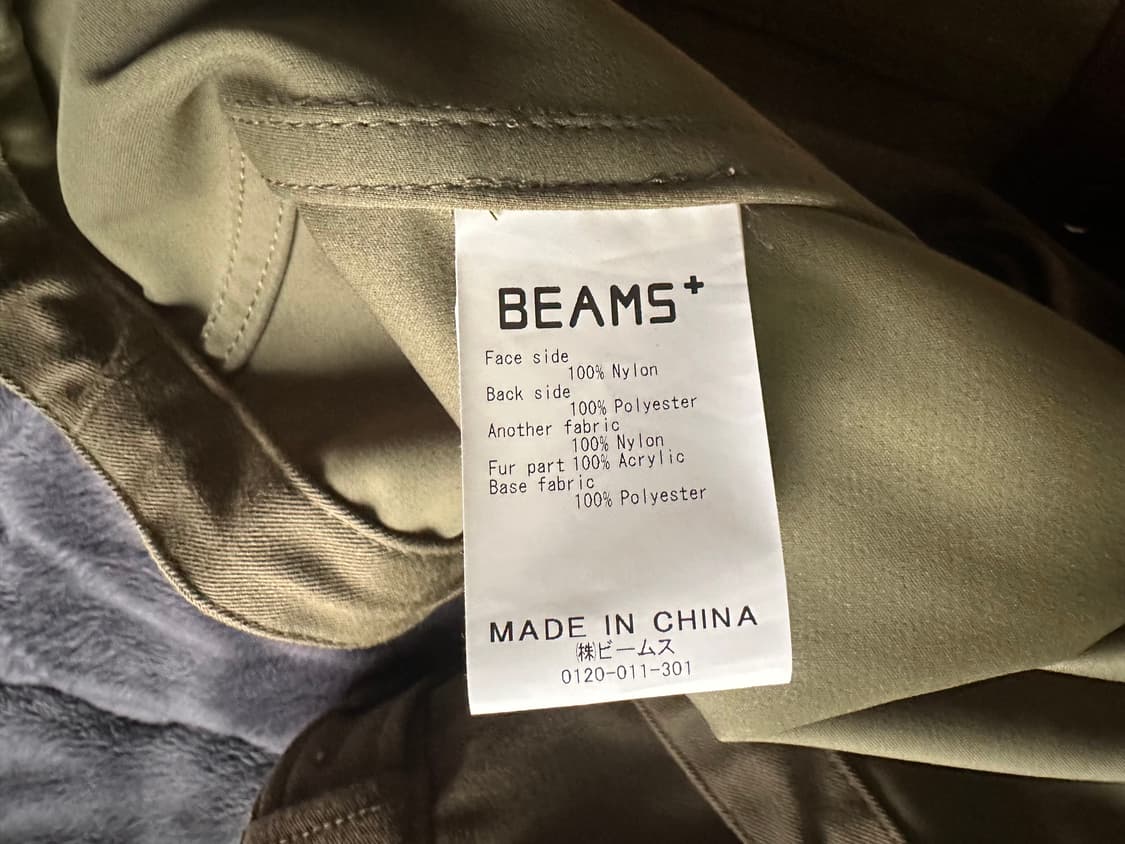 BEAMS+
Face side
100% Nylon
Back side
100% Polyester
Another fabric
100% Nylon
Fur part 100% Acrylic
Base fabric
100% Polyester
MADE IN CHINA
㈱ビームス
0120-011-301